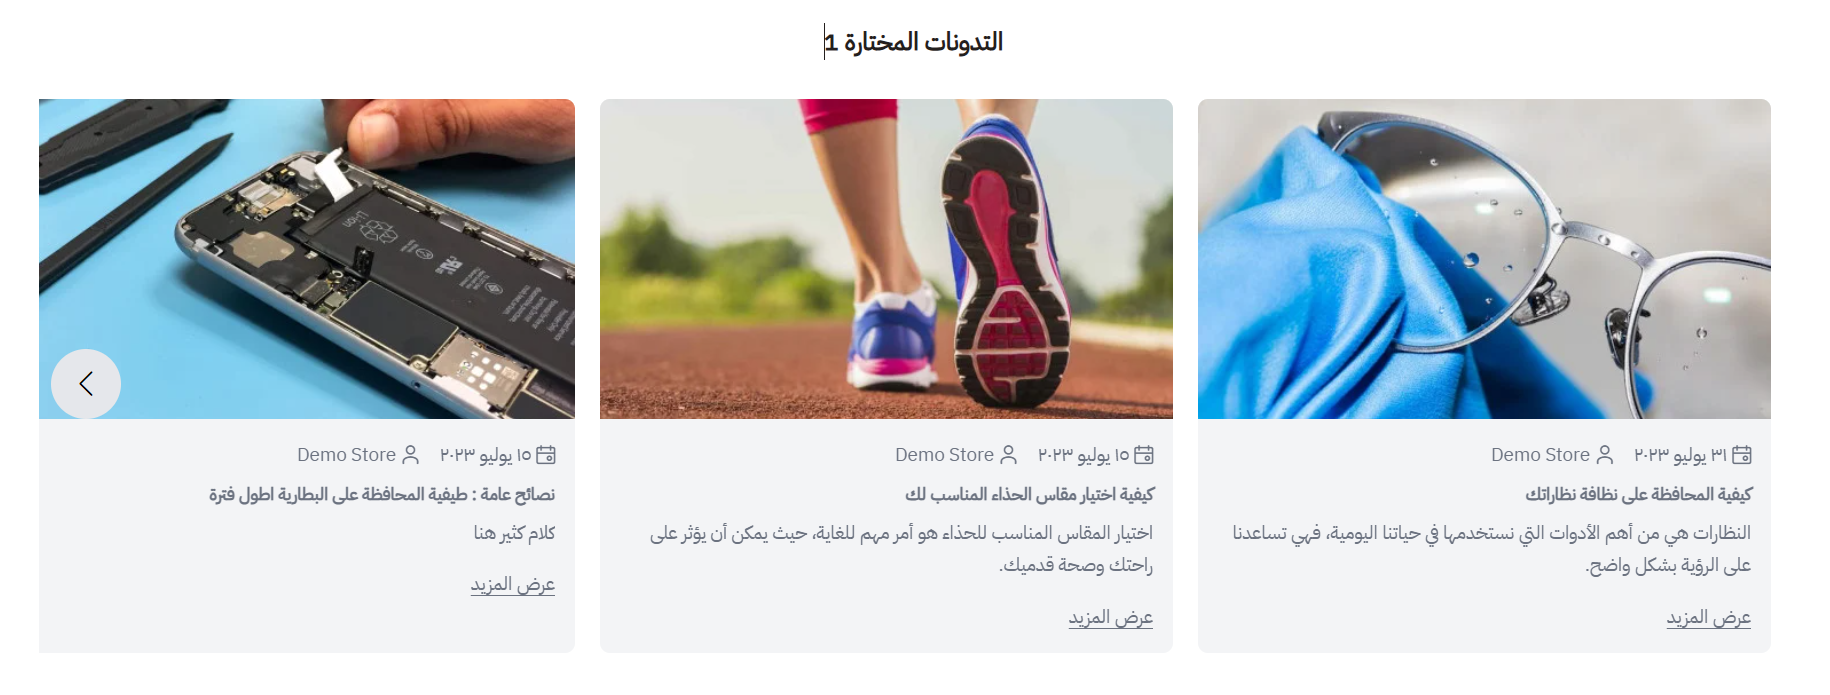 التدونات المختارة 1
٣١ يوليو ٢٠٢٣ Demo Store
كيفية المحافظة على نظافة نظاراتك
النظارات هي من أهم الأدوات التي نستخدمها في حياتنا اليومية، فهي تساعدنا
على الرؤية بشكل واضح.
عرض المزيد
١٥ يوليو ٢٠٢٣ Demo Store
كيفية اختيار مقاس الحذاء المناسب لك
اختيار المقاس المناسب للحذاء هو أمر مهم للغاية، حيث يمكن أن يؤثر على
راحتك وصحة قدميك.
عرض المزيد
Li-ion
١٥ يوليو ٢٠٢٣ Demo Store
نصائح عامة : طيفية المحافظة على البطارية اطول فترة
كلام كثير هنا
عرض المزيد